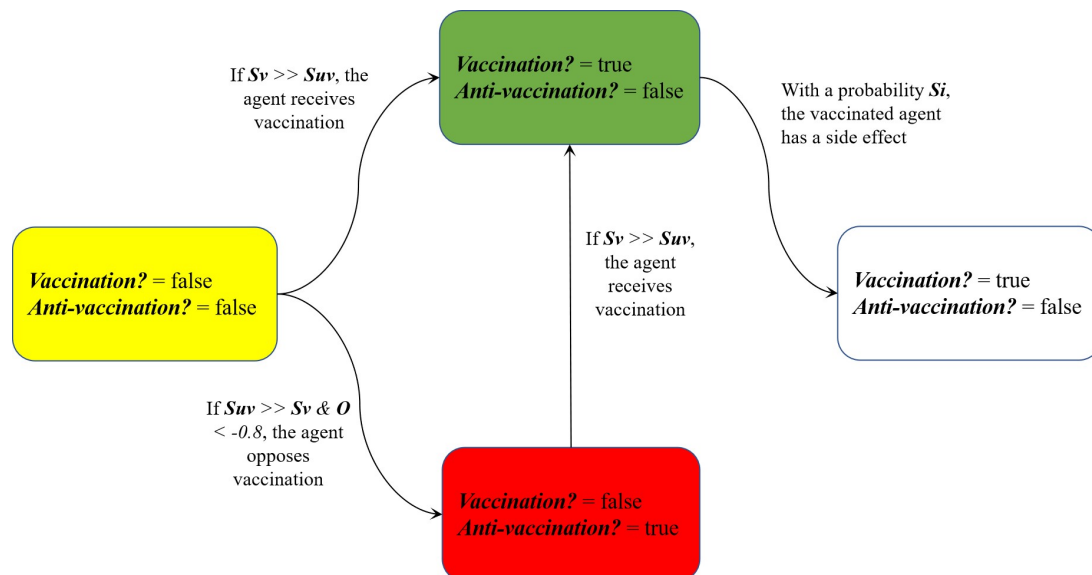 If Sv >> Suv, the
agent receives
vaccination
Vaccination? = true
Anti-vaccination? = false
With a probability Si,
the vaccinated agent
has a side effect
Vaccination? = false
Anti-vaccination? = false
If Sv >> Suv,
the agent
receives
vaccination
Vaccination? = true
Anti-vaccination? = false
If Suv >> Sv & O
< -0.8, the agent
opposes
vaccination
Vaccination? = false
Anti-vaccination? = true